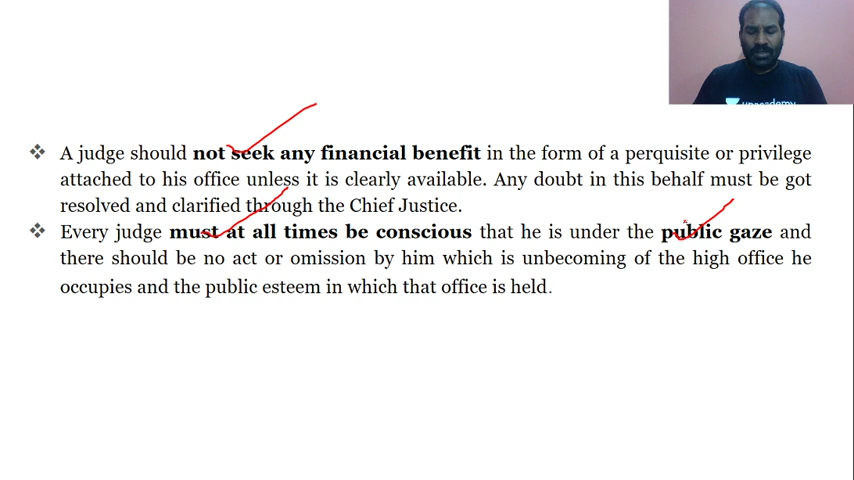 unacademy
❖ A judge should not seek any financial benefit in the form of a perquisite or privilege
attached to his office unless it is clearly available. Any doubt in this behalf must be got
resolved and clarified through the Chief Justice.
❖ Every judge must at all times be conscious that he is under the public gaze and
there should be no act or omission by him which is unbecoming of the high office he
occupies and the public esteem in which that office is held.